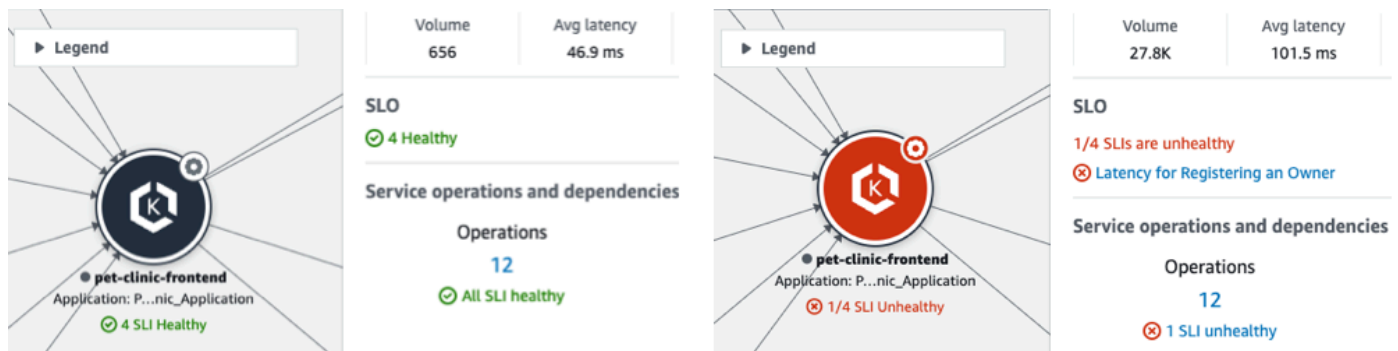 Legend
K
pet-clinic-frontend
Application: P...nic_Application
4 SLI Healthy
Volume
656
Avg latency
46.9 ms
SLO
4 Healthy
Service operations and dependencies
Operations
12
All SLI healthy
Legend
K
pet-clinic-frontend
Application: P...nic_Application
1/4 SLI Unhealthy
Volume
27.8K
Avg latency
101.5 ms
SLO
1/4 SLIs are unhealthy
Latency for Registering an Owner
Service operations and dependencies
Operations
12
1 SLI unhealthy